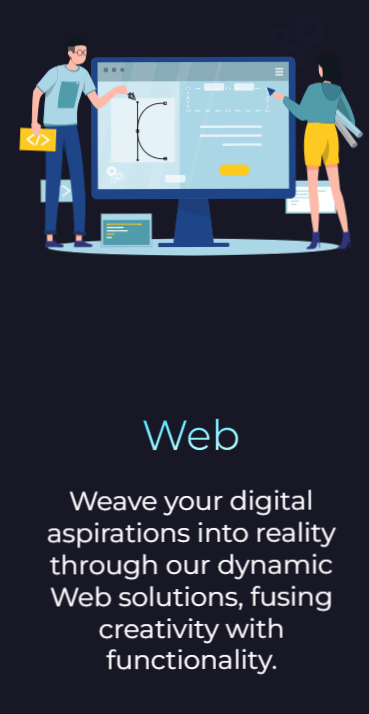 </>
Web
Weave your digital
aspirations into reality
through our dynamic
Web solutions, fusing
creativity with
functionality.